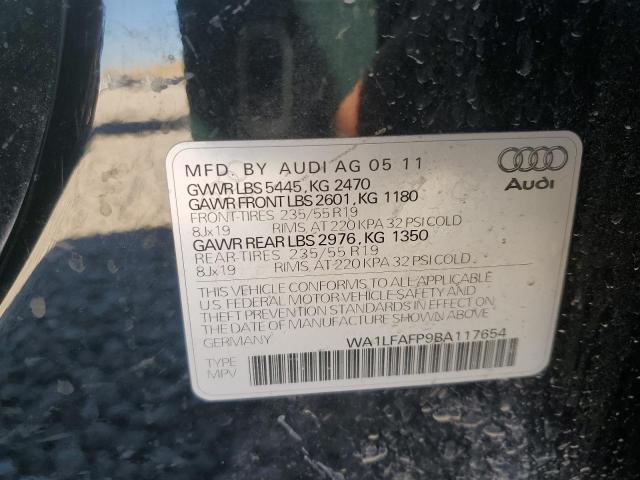 MFD BY AUDI AG 05 11
GVWR LBS 5445, KG 2470
GAWR FRONT LBS 2601, KG 1180
FRONT-TIRES 235/55 R19
8Jx19 RIMS AT 220 KPA 32 PSI COLD
GAWR REAR LBS 2976, KG 1350
REAR-TIRES 235/55 R19
8Jx19 RIMS AT 220 KPA 32 PSI COLD
Audi
THIS VEHICLE CONFORMS TO ALL APPLICABLE
U.S. FEDERAL MOTOR VEHICLE SAFETY AND
THEFT PREVENTION STANDARDS IN EFFECT ON
THE DATE OF MANUFACTURE SHOWN ABOVE
GERMANY
WA1LFAFP9BA117654
TYPE
MPV